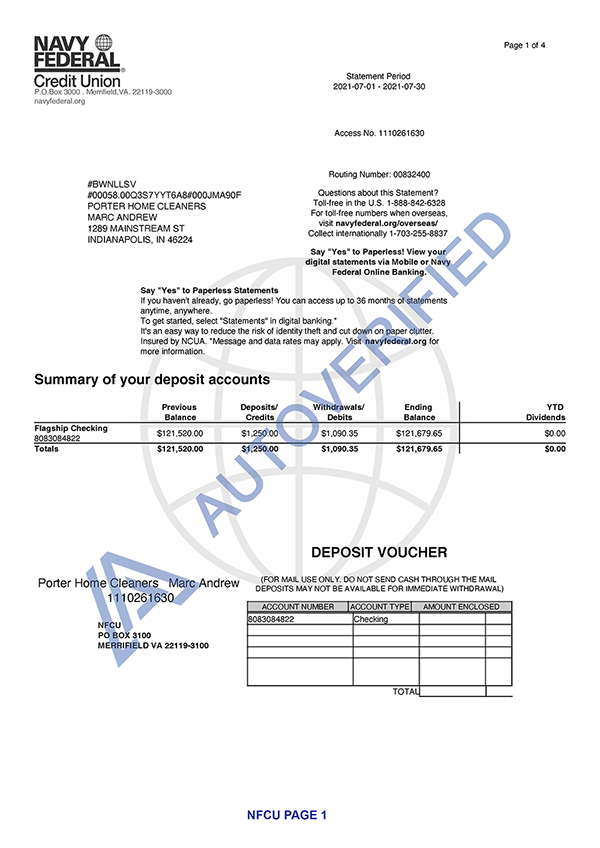 NAVY
FEDERAL®
Credit Union
P.O.Box 3000 . Merrifield,VA. 22119-3000
navyfederal.org
Page 1 of 4
Statement Period
2021-07-01 - 2021-07-30
Access No. 1110261630
Routing Number: 00832400
Questions about this Statement?
Toll-free in the U.S. 1-888-842-6328
For toll-free numbers when overseas,
visit navyfederal.org/overseas/
Collect internationally 1-703-255-8837
Say "Yes" to Paperless! View your
digital statements via Mobile or Navy
Federal Online Banking.
#BWNLLSV
#00058.00Q3S7YYT6A8#000JMA90F
PORTER HOME CLEANERS
MARC ANDREW
1289 MAINSTREAM ST
INDIANAPOLIS, IN 46224
Say "Yes" to Paperless Statements
If you haven't already, go paperless! You can access up to 36 months of statements
anytime, anywhere.
To get started, select "Statements" in digital banking."
It's an easy way to reduce the risk of identity theft and cut down on paper clutter.
Insured by NCUA. "Message and data rates may apply. Visit navyfederal.org for
more information.
Summary of your deposit accounts
Previous Balance Deposits/ Credits Withdrawals/ Debits Ending Balance YTD Dividends
Flagship Checking
8083084822 $121,520.00 $1,250.00 $1,090.35 $121,679.65 $0.00
Totals $121,520.00 $1,250.00 $1,090.35 $121,679.65 $0.00
AUTOVERIFIED
DEPOSIT VOUCHER
Porter Home Cleaners Marc Andrew
1110261630
NFCU
PO BOX 3100
MERRIFIELD VA 22119-3100
(FOR MAIL USE ONLY. DO NOT SEND CASH THROUGH THE MAIL
DEPOSITS MAY NOT BE AVAILABLE FOR IMMEDIATE WITHDRAWAL)
ACCOUNT NUMBER ACCOUNT TYPE AMOUNT ENCLOSED
8083084822 Checking
TOTAL
NFCU PAGE 1